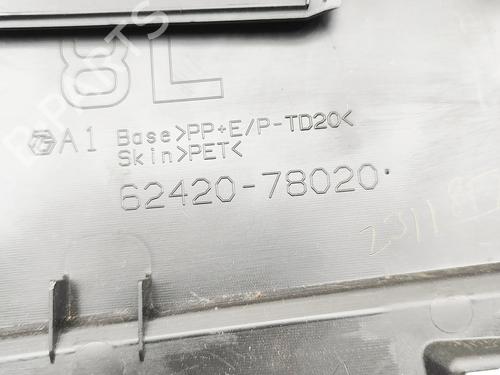 8L
A1 Base>PP+E/P-TD20<
Skin>PET<
62420-78020